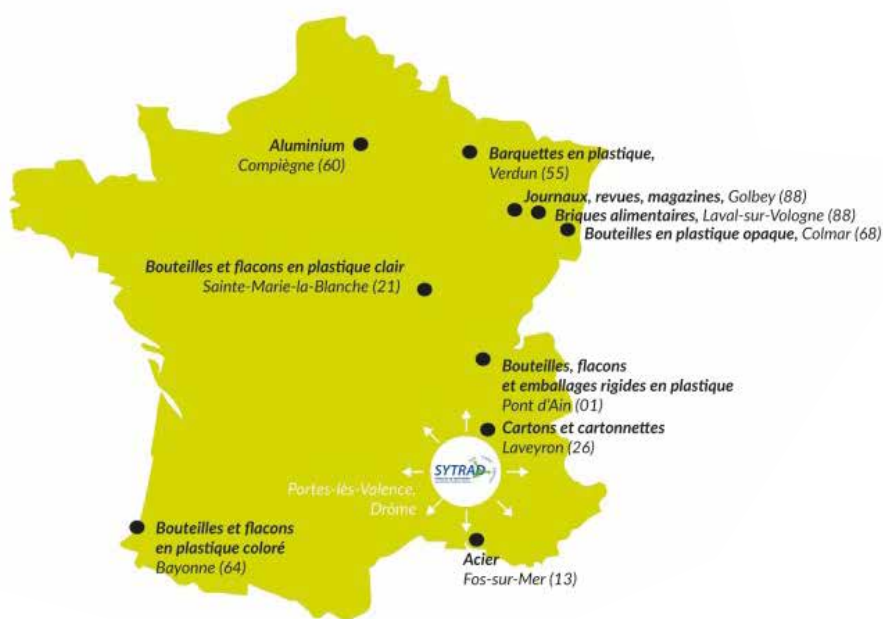 Aluminium
Compiègne (60)
Barquettes en plastique,
Verdun (55)
Journaux, revues, magazines, Golbey (88)
Briques alimentaires, Laval-sur-Vologne (88)
Bouteilles en plastique opaque, Colmar (68)
Bouteilles et flacons en plastique clair
Sainte-Marie-la-Blanche (21)
Bouteilles, flacons
et emballages rigides en plastique
Pont d'Ain (01)
Cartons et cartonnettes
Laveyron (26)
SYTRAD
Portes-lès-Valence,
Drôme
Bouteilles et flacons
en plastique coloré
Bayonne (64)
Acier
Fos-sur-Mer (13)